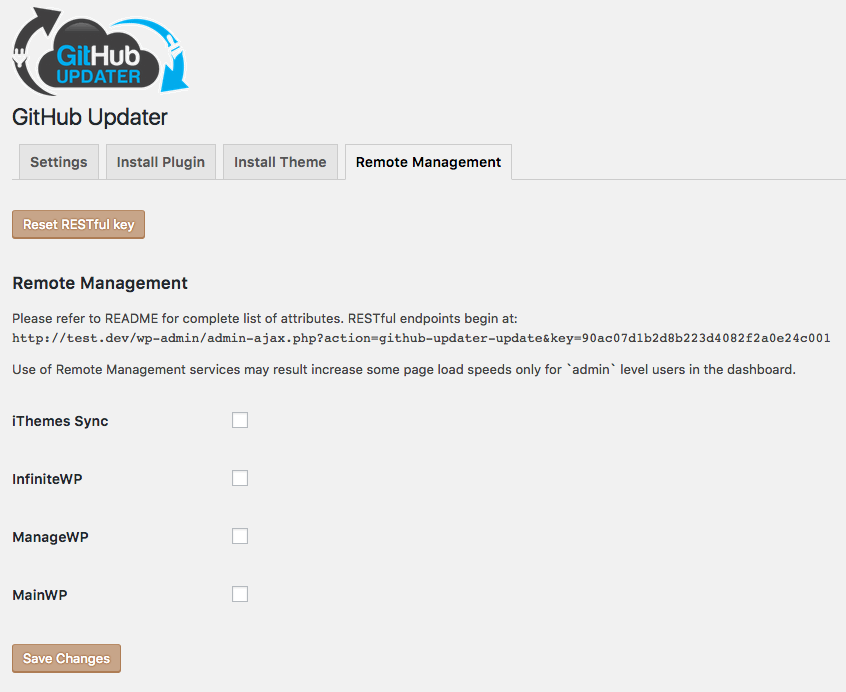 GitHub
UPDATER
GitHub Updater
Settings
Install Plugin
Install Theme
Remote Management
Reset RESTful key
Remote Management
Please refer to README for complete list of attributes. RESTful endpoints begin at:
http://test.dev/wp-admin/admin-ajax.php?action=github-updater-update&key=90ac07d1b2d8b223d4082f2a0e24c001
Use of Remote Management services may result increase some page load speeds only for `admin` level users in the dashboard.
iThemes Sync
InfiniteWP
ManageWP
MainWP
Save Changes